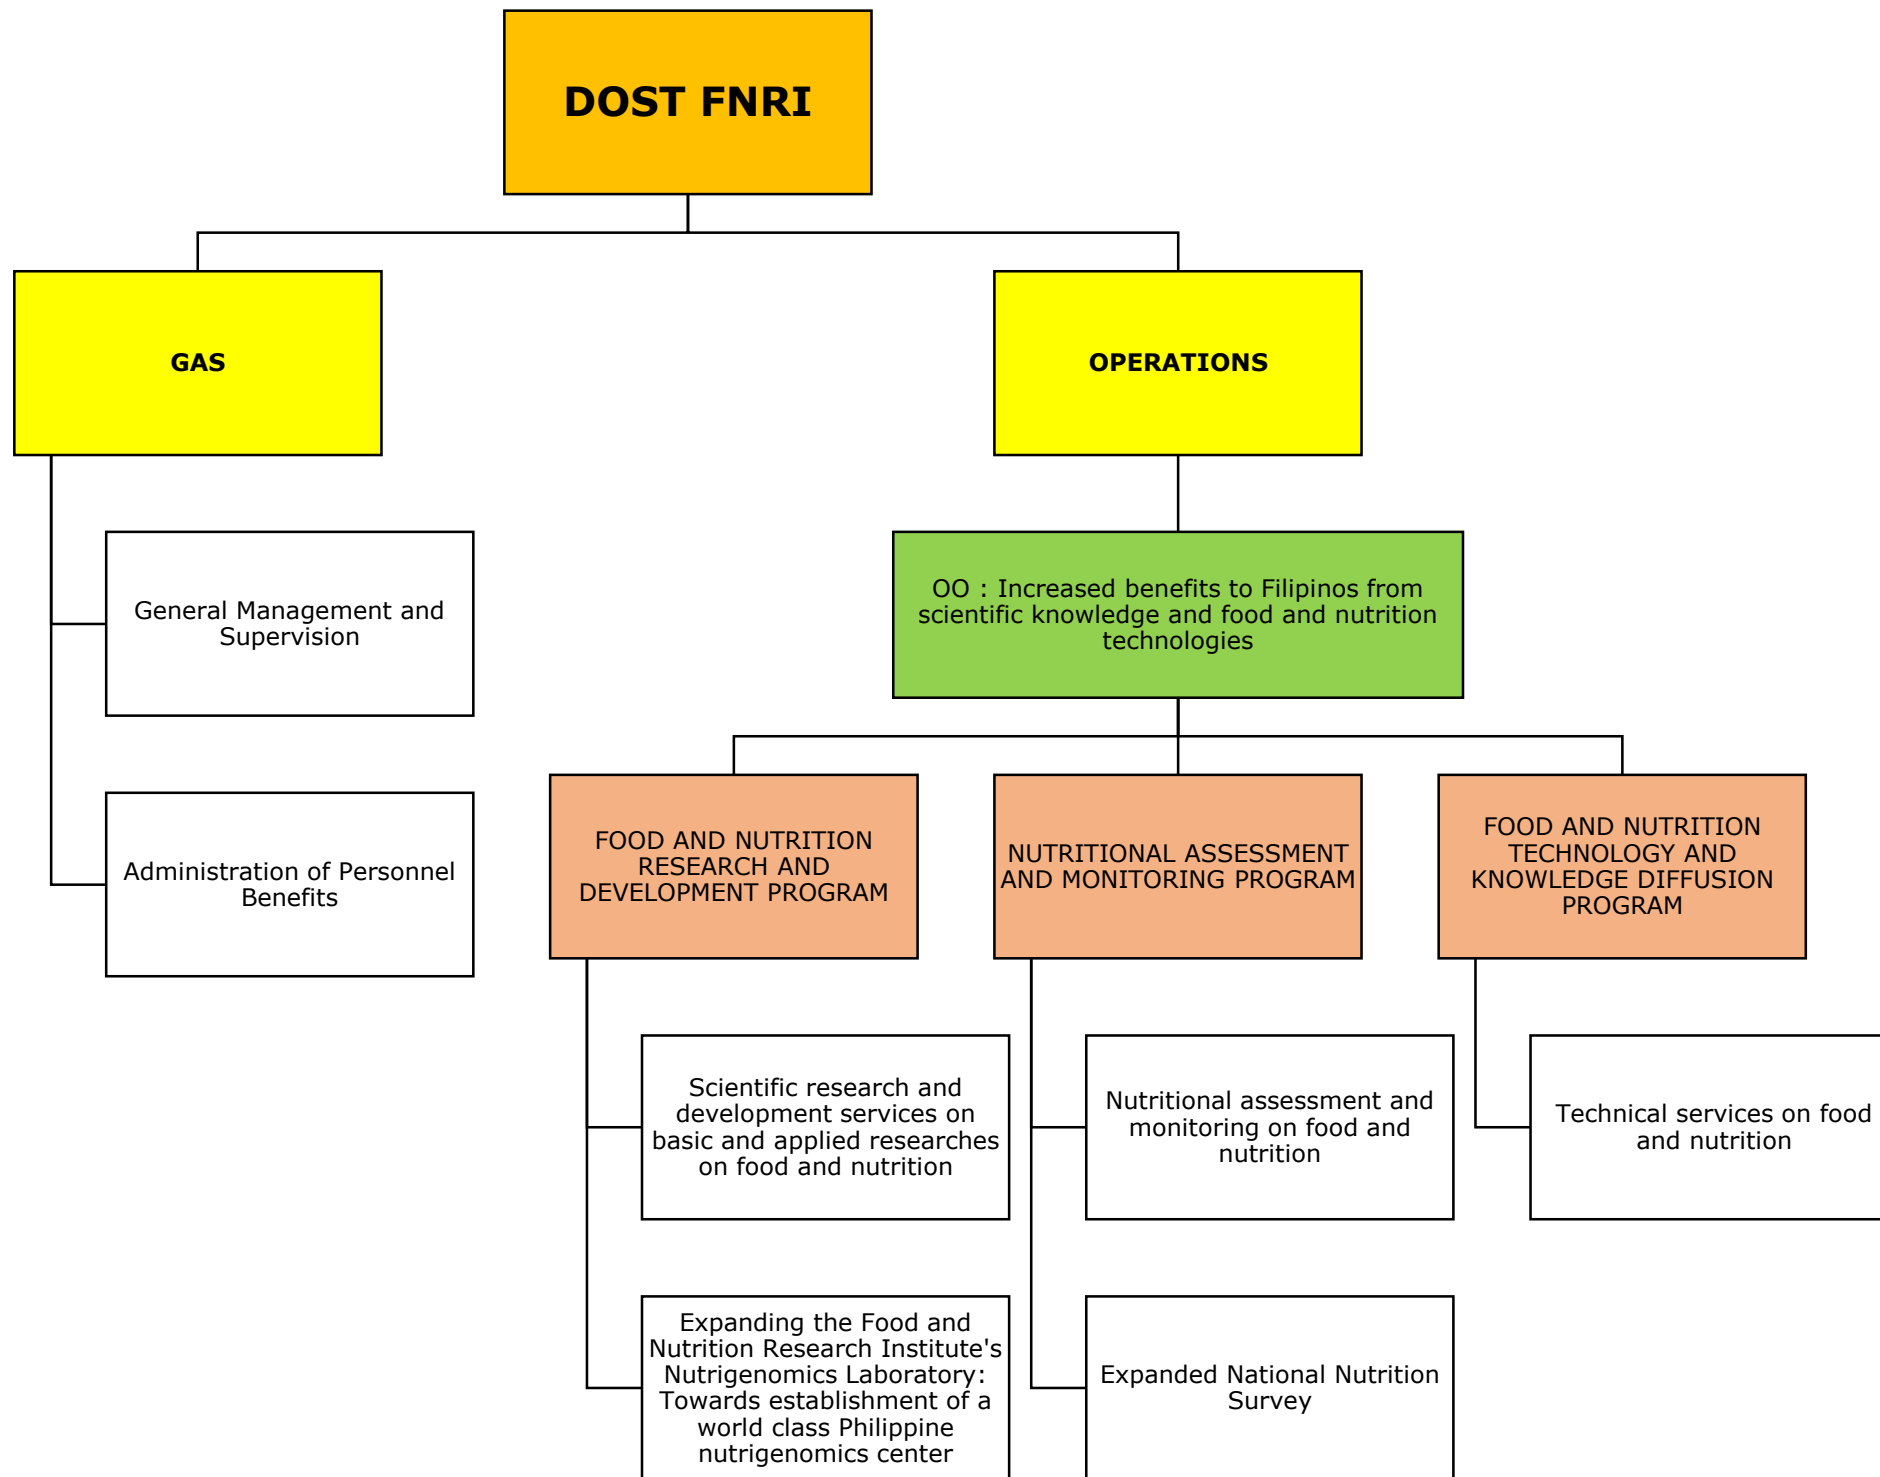 DOST FNRI
GAS
OPERATIONS
General Management and
Supervision
Administration of Personnel
Benefits
OO : Increased benefits to Filipinos from
scientific knowledge and food and nutrition
technologies
FOOD AND NUTRITION
RESEARCH AND
DEVELOPMENT PROGRAM
NUTRITIONAL ASSESSMENT
AND MONITORING PROGRAM
FOOD AND NUTRITION
TECHNOLOGY AND
KNOWLEDGE DIFFUSION
PROGRAM
Scientific research and
development services on
basic and applied researches
on food and nutrition
Expanding the Food and
Nutrition Research Institute's
Nutrigenomics Laboratory:
Towards establishment of a
world class Philippine
nutrigenomics center
Nutritional assessment and
monitoring on food and
nutrition
Expanded National Nutrition
Survey
Technical services on food
and nutrition